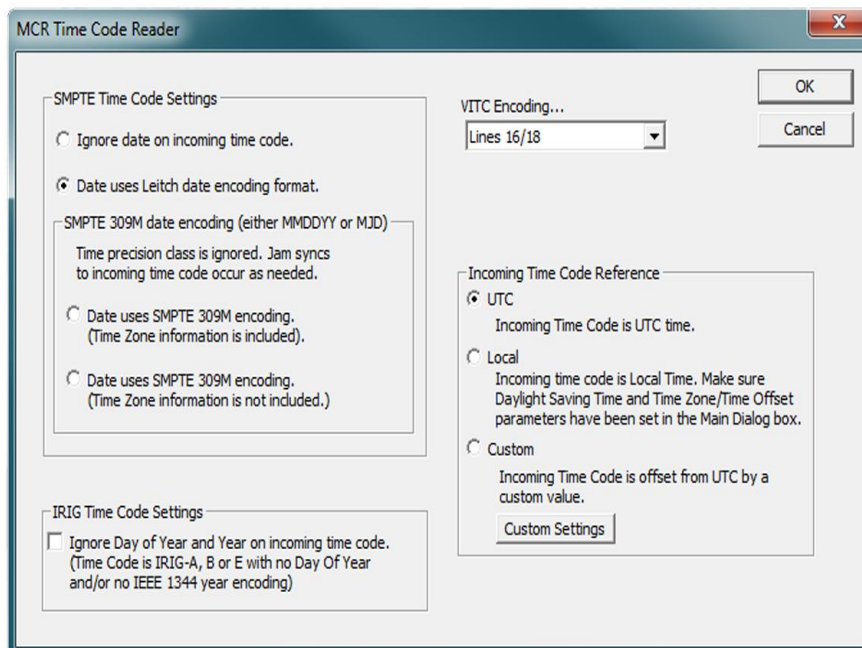 MCR Time Code Reader
SMPTE Time Code Settings
Ignore date on incoming time code.
Date uses Leitch date encoding format.
SMPTE 309M date encoding (either MMDDYY or MJD)
Time precision class is ignored. Jam syncs
to incoming time code occur as needed.
Date uses SMPTE 309M encoding.
(Time Zone information is included).
Date uses SMPTE 309M encoding.
(Time Zone information is not included.)
IRIG Time Code Settings
Ignore Day of Year and Year on incoming time code.
(Time Code is IRIG-A, B or E with no Day Of Year
and/or no IEEE 1344 year encoding)
VITC Encoding...
Lines 16/18
OK
Cancel
Incoming Time Code Reference
UTC
Incoming Time Code is UTC time.
Local
Incoming time code is Local Time. Make sure
Daylight Saving Time and Time Zone/Time Offset
parameters have been set in the Main Dialog box.
Custom
Incoming Time Code is offset from UTC by a
custom value.
Custom Settings